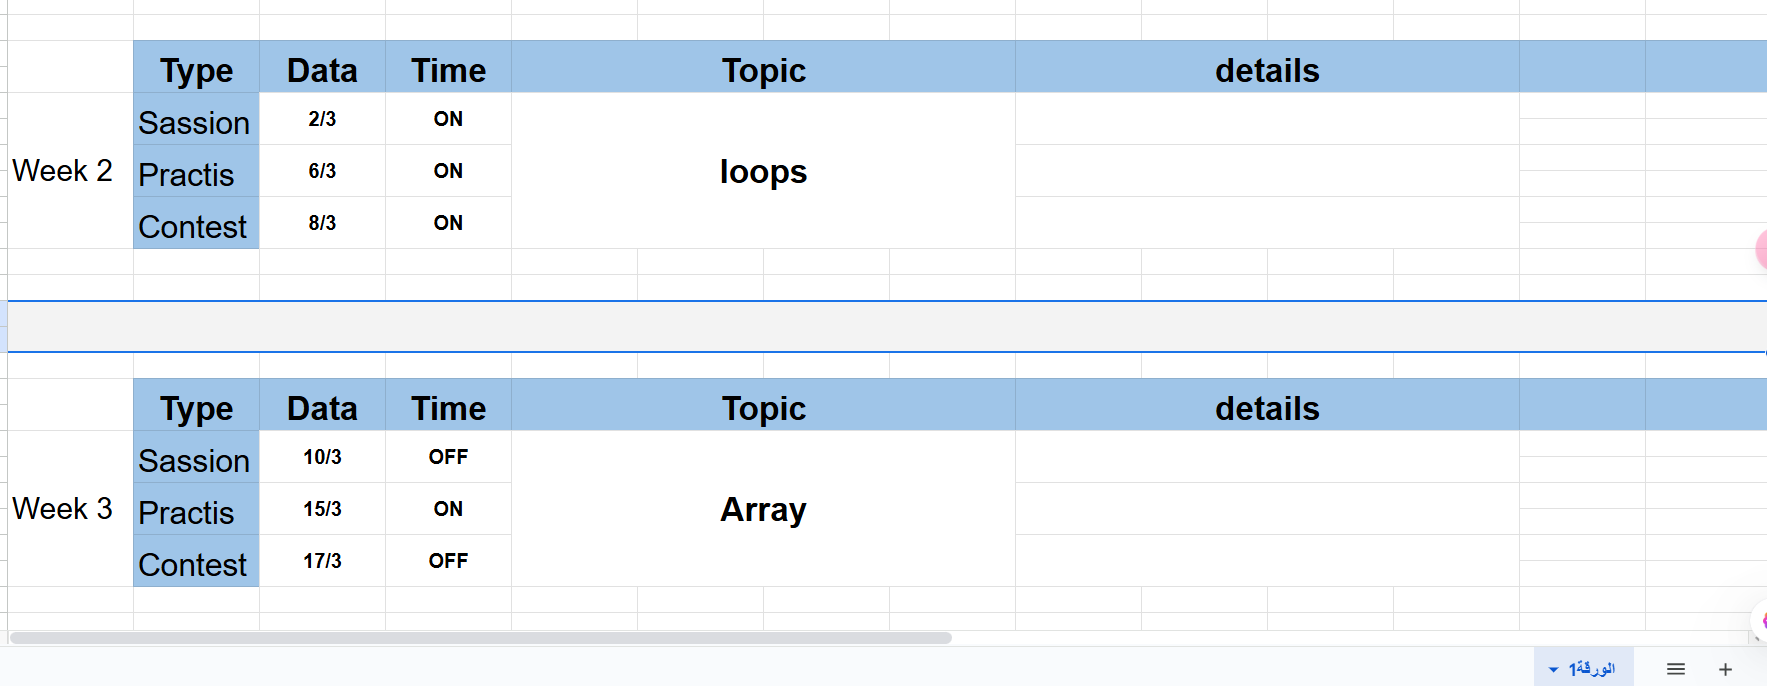 Type Data Time Topic details
Sassion 2/3 ON
Week 2 Practis 6/3 ON loops
Contest 8/3 ON
Type Data Time Topic details
Sassion 10/3 OFF
Week 3 Practis 15/3 ON Array
Contest 17/3 OFF
الورقة1